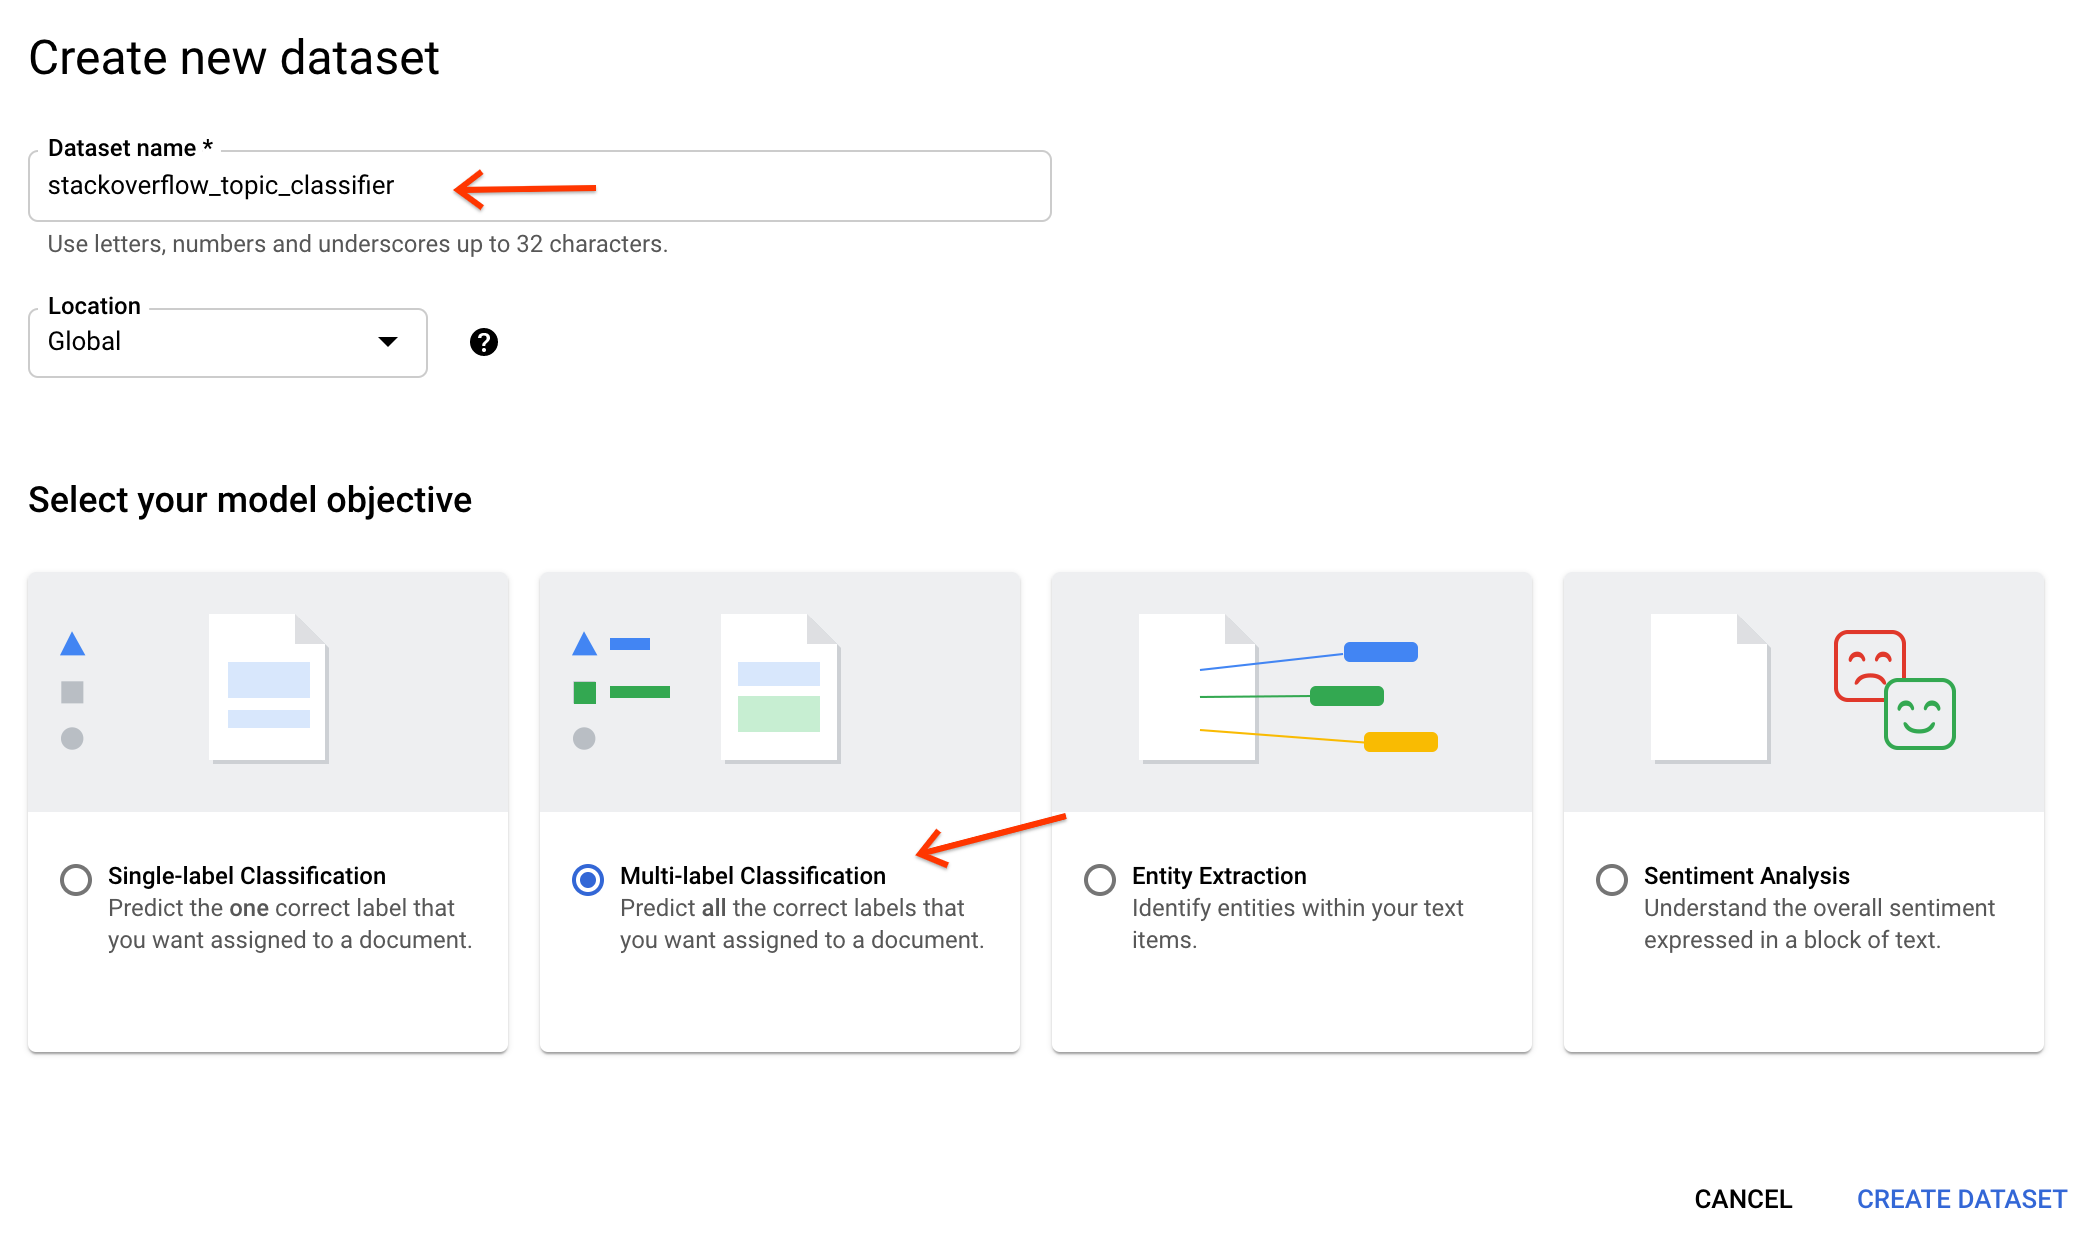 Create new dataset
Dataset name *
stackoverflow_topic_classifier
Use letters, numbers and underscores up to 32 characters.
Location
Global
?
Select your model objective
Single-label Classification
Predict the one correct label that
you want assigned to a document.
Multi-label Classification
Predict all the correct labels that
you want assigned to a document.
Entity Extraction
Identify entities within your text
items.
Sentiment Analysis
Understand the overall sentiment
expressed in a block of text.
CANCEL
CREATE DATASET